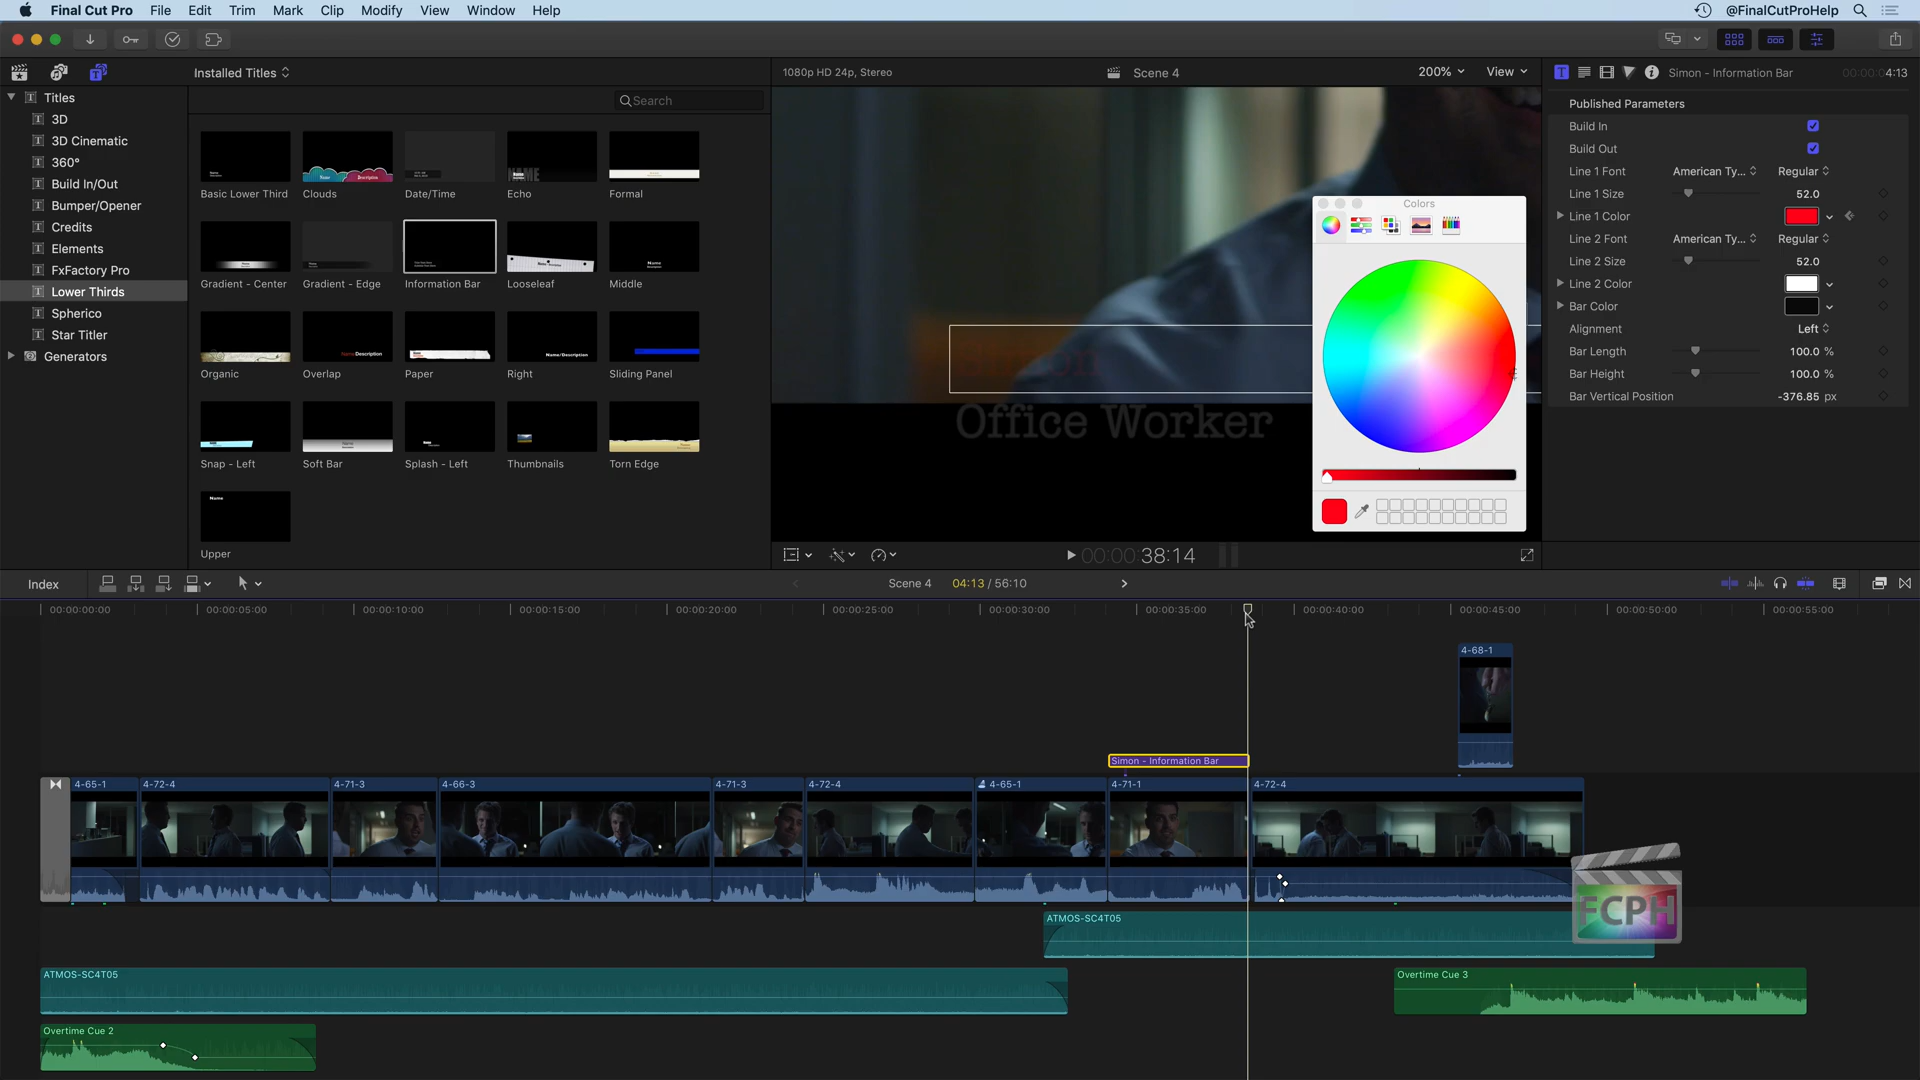 Final Cut Pro File Edit Trim Mark Clip Modify View Window Help @FinalCutProHelp
Installed Titles
1080p HD 24p, Stereo Scene 4 200% View
Simon - Information Bar 00:00:04:13
Titles
3D
3D Cinematic
360°
Build In/Out
Bumper/Opener
Credits
Elements
FxFactory Pro
Lower Thirds
Spherico
Star Titler
Generators
Search
Basic Lower Third Clouds Date/Time Echo Formal
Gradient - Center Gradient - Edge Information Bar Looseleaf Middle
Organic Overlap Paper Right Sliding Panel
Snap - Left Soft Bar Splash - Left Thumbnails Torn Edge
Upper
Simon
Office Worker
Colors
Published Parameters
Build In
Build Out
Line 1 Font American Ty... Regular
Line 1 Size 52.0
Line 1 Color
Line 2 Font American Ty... Regular
Line 2 Size 52.0
Line 2 Color
Bar Color
Alignment Left
Bar Length 100.0 %
Bar Height 100.0 %
Bar Vertical Position -376.85 px
00:00:38:14
Index Scene 4 04:13 / 56:10
00:00:00:00 00:00:05:00 00:00:10:00 00:00:15:00 00:00:20:00 00:00:25:00 00:00:30:00 00:00:35:00 00:00:40:00 00:00:45:00 00:00:50:00 00:00:55:00
4-68-1
Simon - Information Bar
4-65-1 4-72-4 4-71-3 4-66-3 4-71-3 4-72-4 4-65-1 4-71-1 4-72-4
FCPH
ATMOS-SC4T05
ATMOS-SC4T05
Overtime Cue 3
Overtime Cue 2